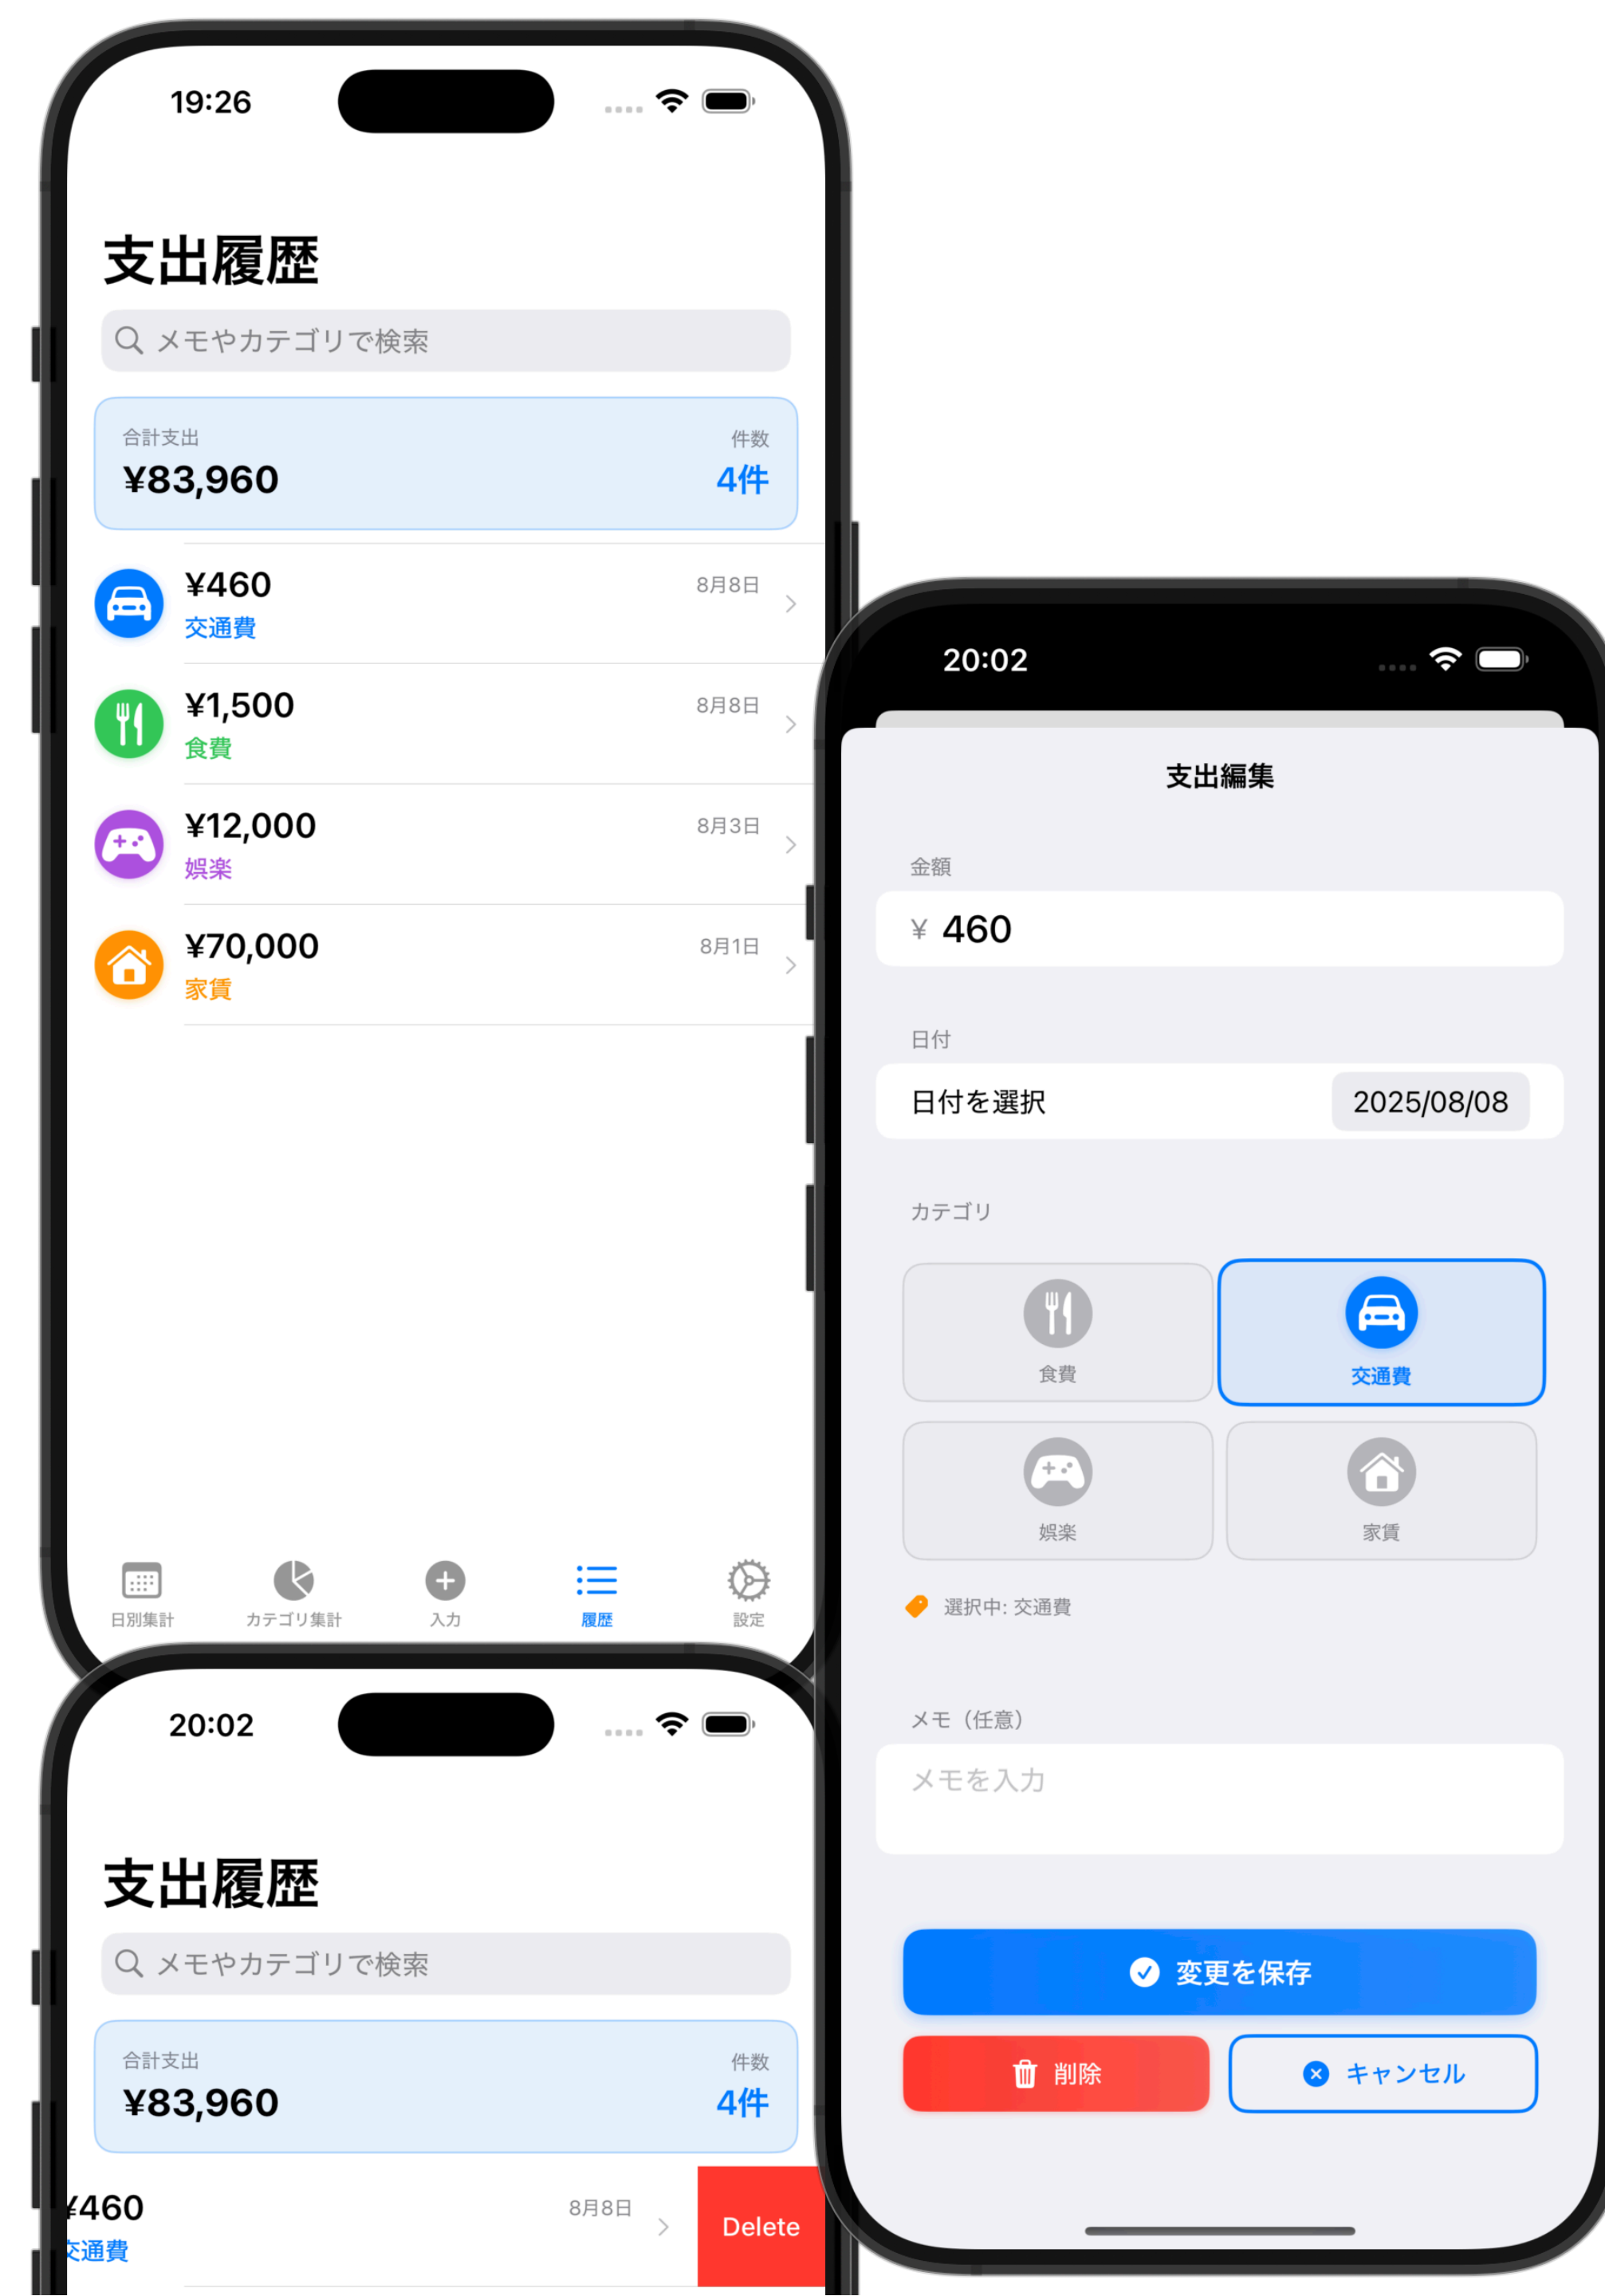 19:26
支出履歴
メモやカテゴリで検索
合計支出
件数
¥83,960
4件
¥460
8月8日
交通費
¥1,500
8月8日
食費
¥12,000
8月3日
娯楽
¥70,000
8月1日
家賃
日別集計
カテゴリ集計
入力
履歴
設定
20:02
支出履歴
メモやカテゴリで検索
合計支出
件数
¥83,960
4件
¥460
8月8日
交通費
Delete
20:02
支出編集
金額
¥ 460
日付
日付を選択
2025/08/08
カテゴリ
食費
交通費
娯楽
家賃
選択中: 交通費
メモ（任意）
メモを入力
変更を保存
削除
キャンセル